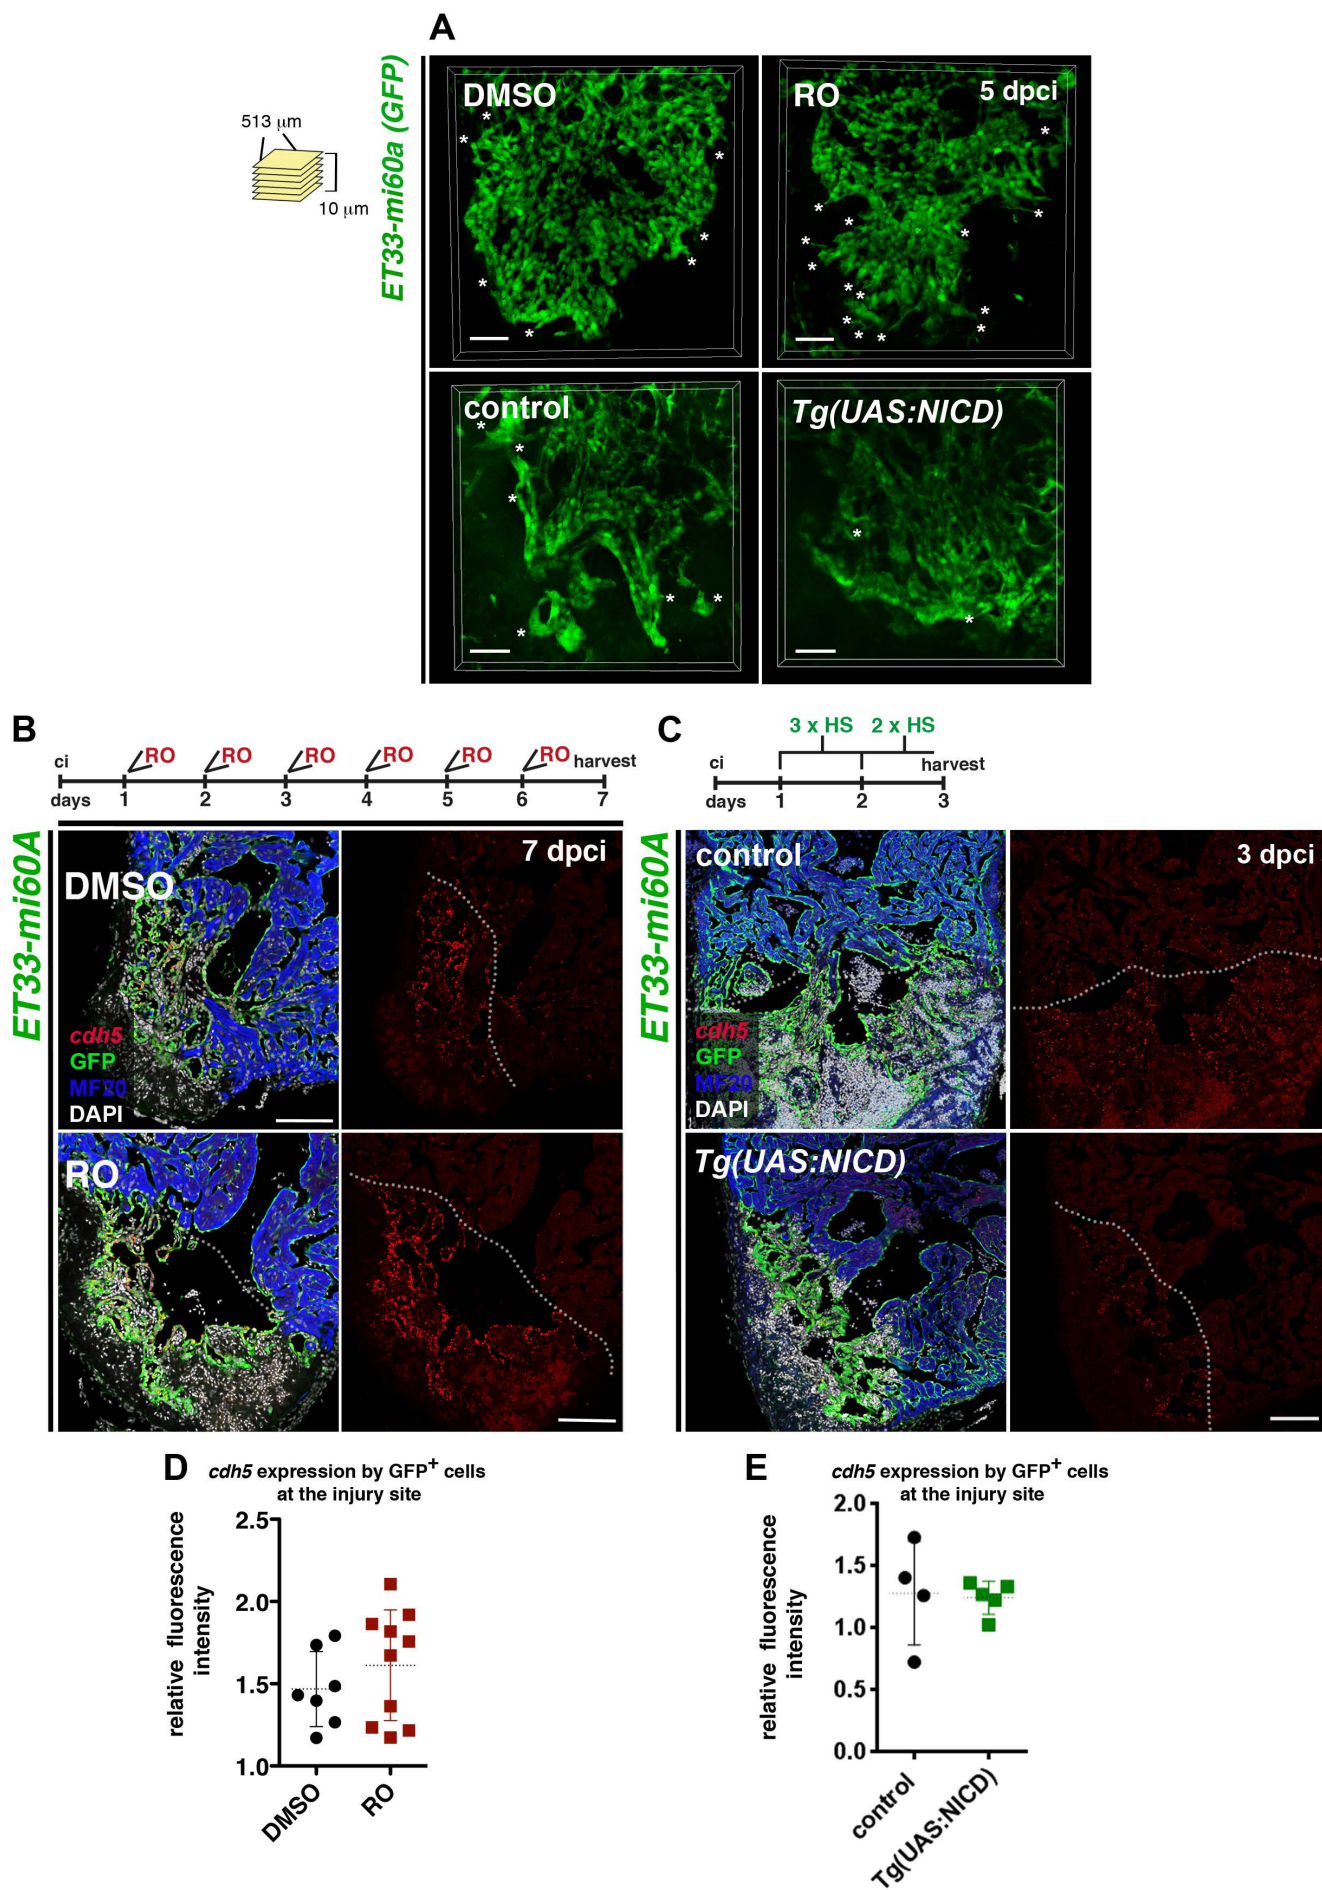 A
513 µm
10 µm
ET33-mi60a (GFP)
DMSO
RO
5 dpci
control
Tg(UAS:NICD)
B
ci
RO
RO
RO
RO
RO
RO
harvest
days
1
2
3
4
5
6
7
ET33-mi60A
DMSO
7 dpci
cdh5
GFP
MF20
DAPI
RO
C
3 x HS
2 x HS
ci
harvest
days
1
2
3
ET33-mi60A
control
3 dpci
cdh5
GFP
MF20
DAPI
Tg(UAS:NICD)
D
cdh5 expression by GFP+ cells
at the injury site
relative fluorescence
intensity
2.5
2.0
1.5
1.0
DMSO
RO
E
cdh5 expression by GFP+ cells
at the injury site
relative fluorescence
intensity
2.0
1.5
1.0
0.5
0.0
control
Tg(UAS:NICD)